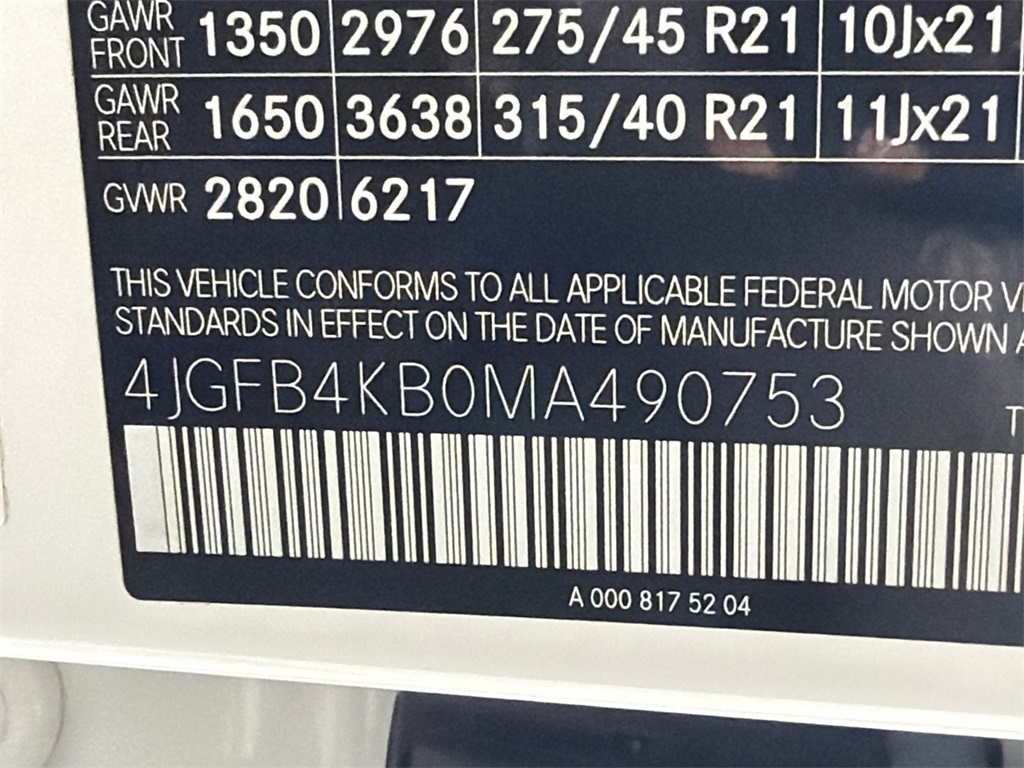 GAWR FRONT 1350 2976 275/45 R21 10Jx21
GAWR REAR 1650 3638 315/40 R21 11Jx21
GVWR 2820 6217
THIS VEHICLE CONFORMS TO ALL APPLICABLE FEDERAL MOTOR
STANDARDS IN EFFECT ON THE DATE OF MANUFACTURE SHOWN
4JGFB4KB0MA490753
A 000 817 52 04